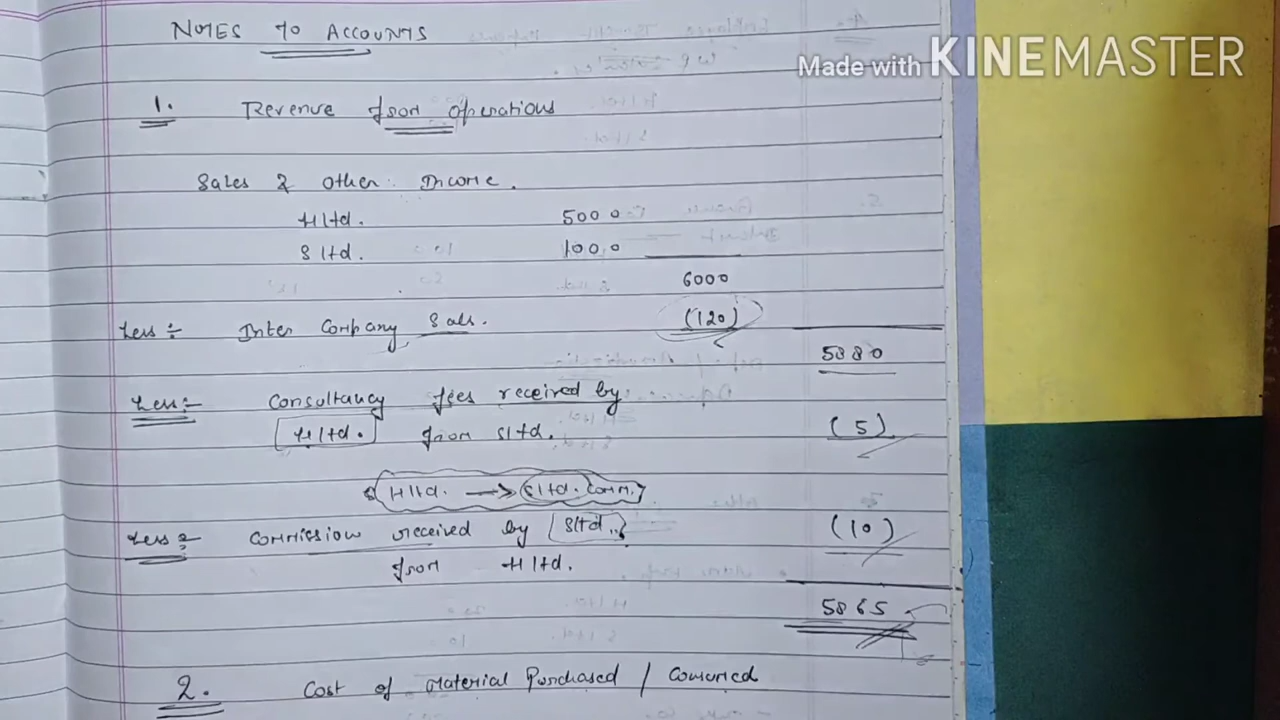 NOTES TO ACCOUNTS
Made with KINEMASTER
1. Revenue from operations
Sales & other Income.
H ltd. 5000
S ltd. 1000
6000
Less :- Inter Company Sals. (120)
5880
Less :- Consultancy fees received by
H ltd. from S ltd. (5)
H ltd. → S ltd. comm.
Less : Commission received by S ltd. (10)
from H ltd.
5865
2. Cost of Material Purchased /